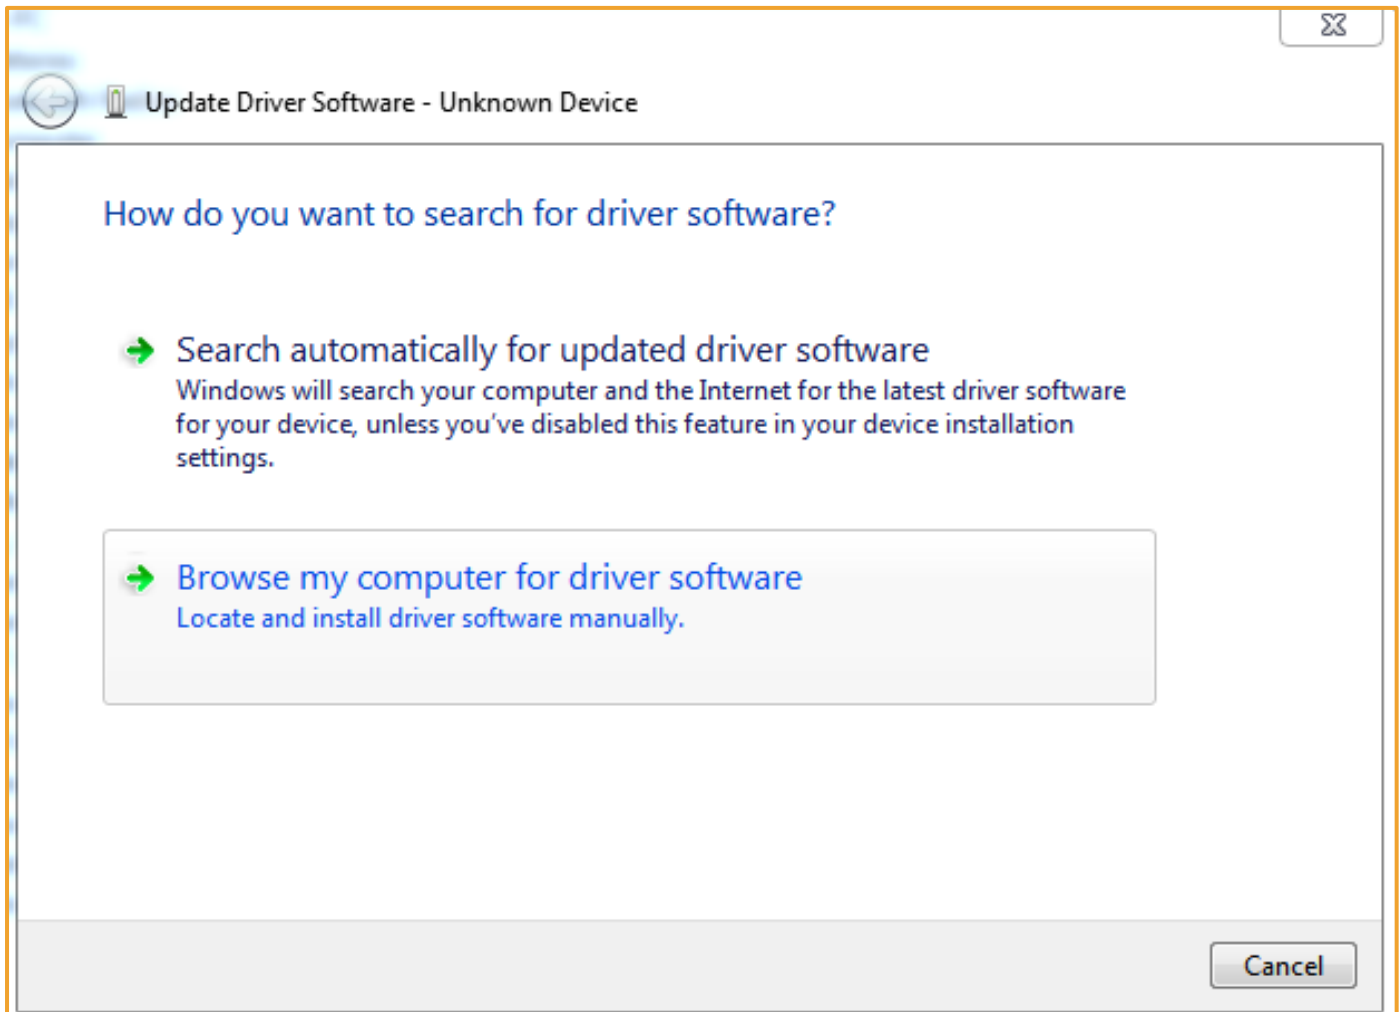 Update Driver Software - Unknown Device
How do you want to search for driver software?
Search automatically for updated driver software
Windows will search your computer and the Internet for the latest driver software
for your device, unless you've disabled this feature in your device installation
settings.
Browse my computer for driver software
Locate and install driver software manually.
Cancel